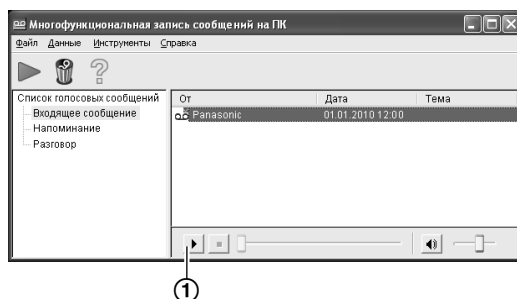 Многофункциональная запись сообщений на ПК
Файл Данные Инструменты Справка
Список голосовых сообщений
Входящее сообщение
Напоминание
Разговор
От Дата Тема
Panasonic 01.01.2010 12:00
1